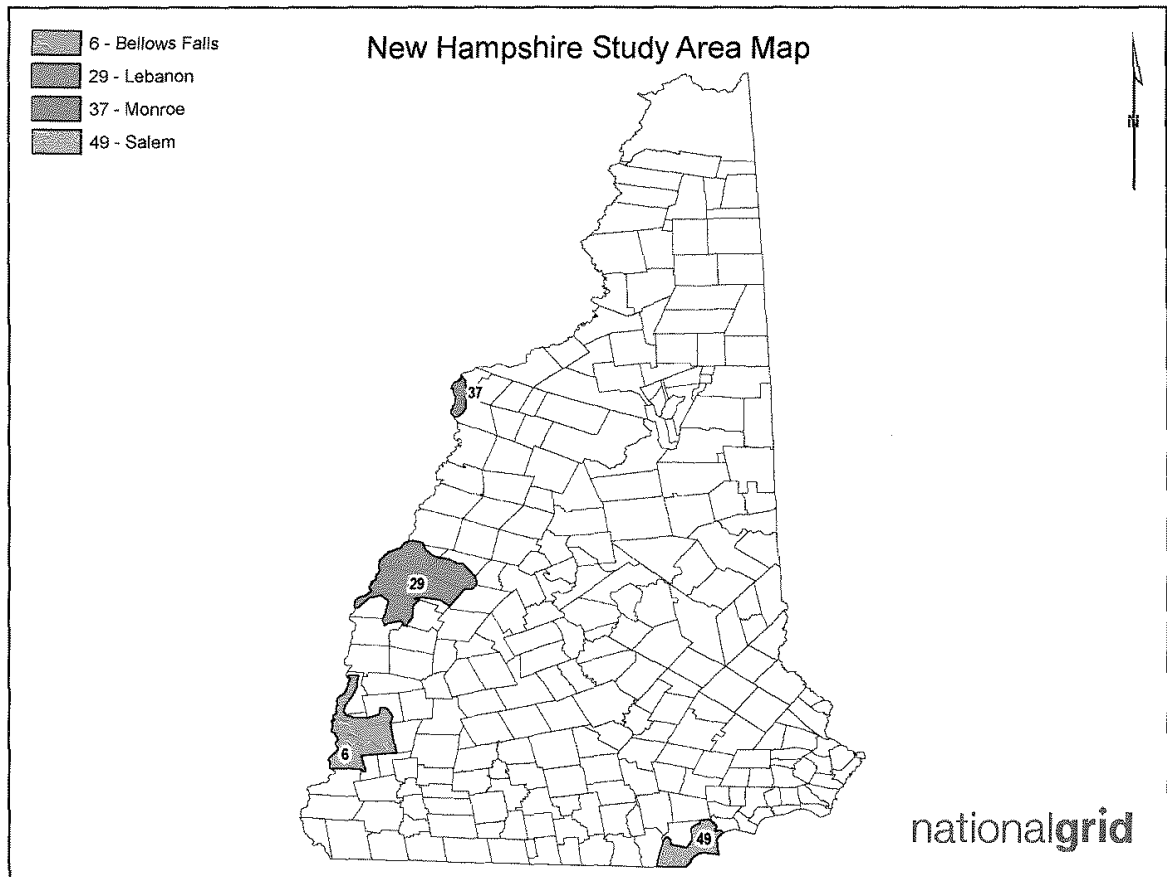 New Hampshire Study Area Map
6 - Bellows Falls
29 - Lebanon
37 - Monroe
49 - Salem
N
37
29
6
49
nationalgrid